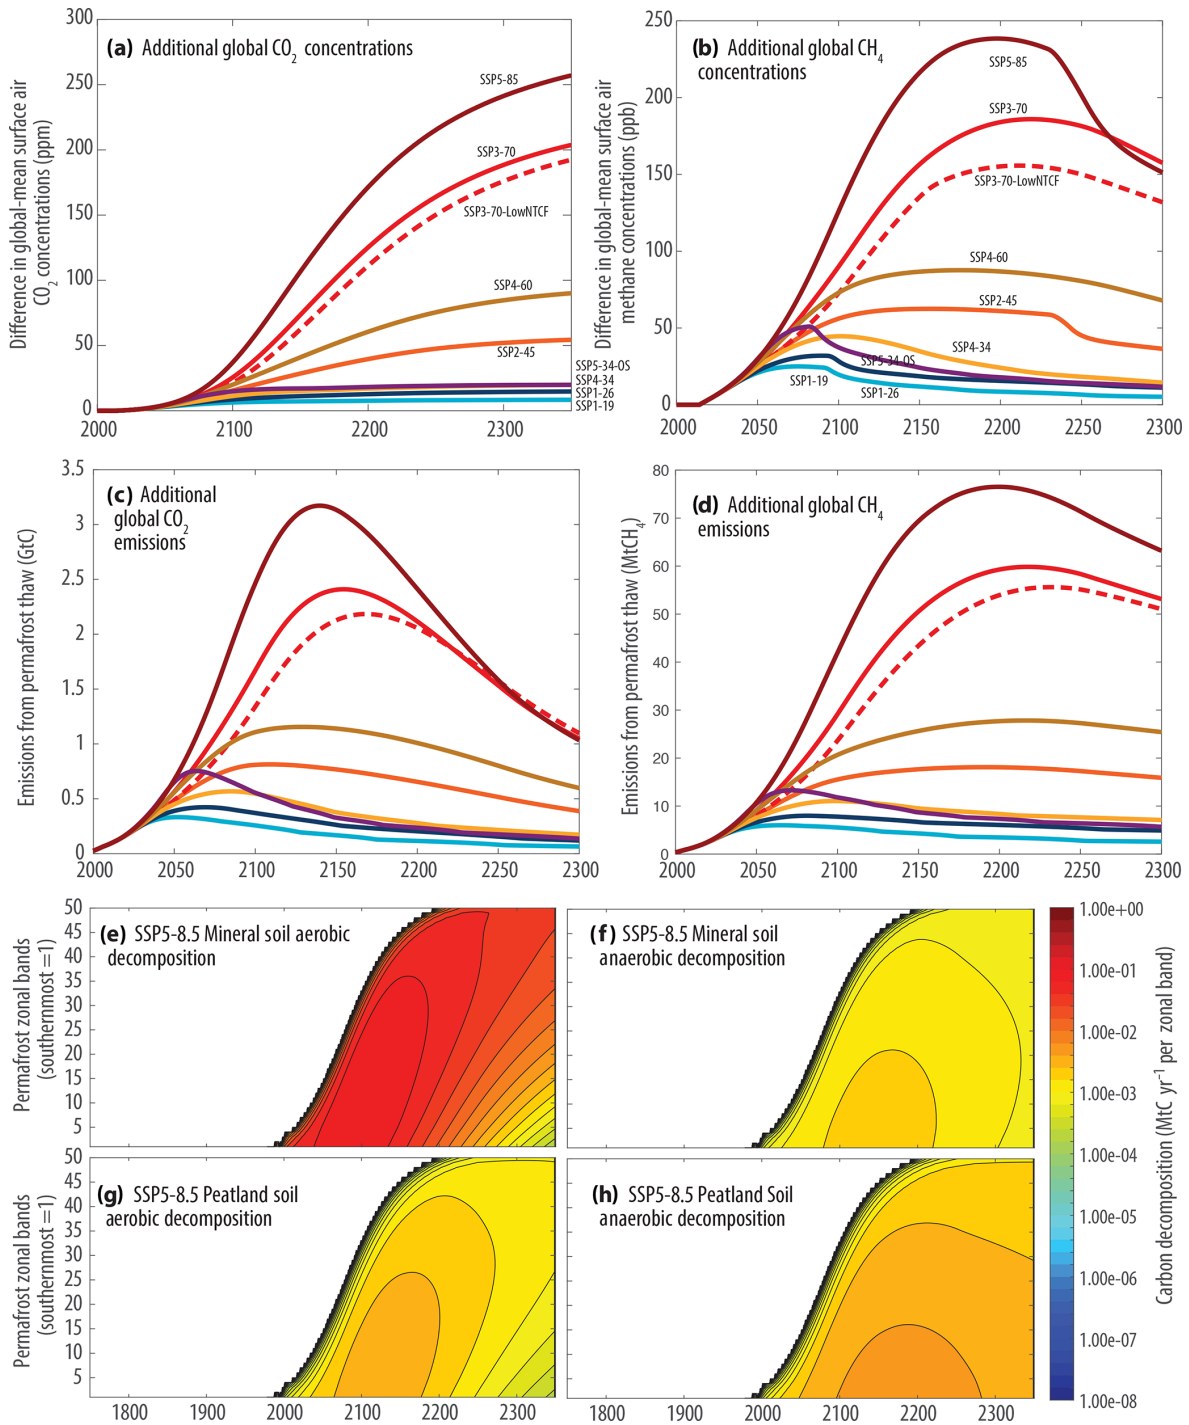 (a) Additional global CO2 concentrations
Difference in global-mean surface air
CO2 concentrations (ppm)
300
250
200
150
100
50
0
2000 2100 2200 2300
SSP5-85
SSP3-70
SSP3-70-LowNTCF
SSP4-60
SSP2-45
SSP5-34-OS
SSP4-34
SSP1-26
SSP1-19
(b) Additional global CH4
concentrations
Difference in global-mean surface air
methane concentrations (ppb)
250
200
150
100
50
0
2000 2050 2100 2150 2200 2250 2300
SSP5-85
SSP3-70
SSP3-70-LowNTCF
SSP4-60
SSP2-45
SSP4-34
SSP5-34-OS
SSP1-19
SSP1-26
(c) Additional
global CO2
emissions
Emissions from permafrost thaw (GtC)
3.5
3
2.5
2
1.5
1
0.5
0
2000 2050 2100 2150 2200 2250 2300
(d) Additional global CH4
emissions
Emissions from permafrost thaw (MtCH4)
80
70
60
50
40
30
20
10
0
2000 2050 2100 2150 2200 2250 2300
(e) SSP5-8.5 Mineral soil aerobic
decomposition
Permafrost zonal bands
(southernmost = 1)
50
45
40
35
30
25
20
15
10
5
(f) SSP5-8.5 Mineral soil
anaerobic decomposition
1800 1900 2000 2100 2200 2300
1800 1900 2000 2100 2200 2300
(g) SSP5-8.5 Peatland soil
aerobic decomposition
Permafrost zonal bands
(southernmost = 1)
50
45
40
35
30
25
20
15
10
5
1800 1900 2000 2100 2200 2300
(h) SSP5-8.5 Peatland Soil
anaerobic decomposition
1800 1900 2000 2100 2200 2300
1.00e+00
1.00e-01
1.00e-02
1.00e-03
1.00e-04
1.00e-05
1.00e-06
1.00e-07
1.00e-08
Carbon decomposition (MtC yr-1 per zonal band)